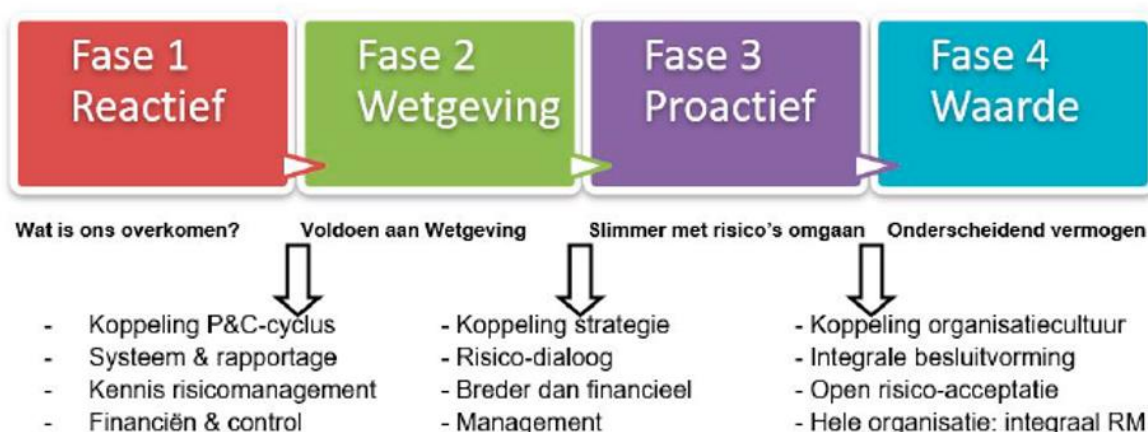 Fase 1
Reactief
Fase 2
Wetgeving
Fase 3
Proactief
Fase 4
Waarde
Wat is ons overkomen?
Voldoen aan Wetgeving
Slimmer met risico's omgaan
Onderscheidend vermogen
- Koppeling P&C-cyclus
- Systeem & rapportage
- Kennis risicomanagement
- Financiën & control
- Koppeling strategie
- Risico-dialoog
- Breder dan financieel
- Management
- Koppeling organisatiecultuur
- Integrale besluitvorming
- Open risico-acceptatie
- Hele organisatie: integraal RM